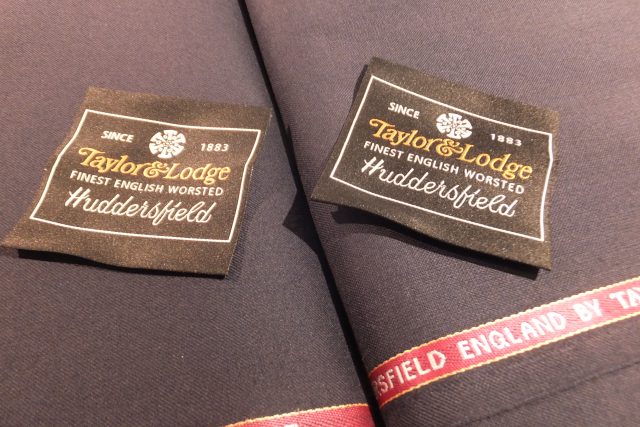 SINCE 1883
Taylor&Lodge
FINEST ENGLISH WORSTED
Huddersfield
SINCE 1883
Taylor&Lodge
FINEST ENGLISH WORSTED
Huddersfield
RSFIELD ENGLAND BY TAY